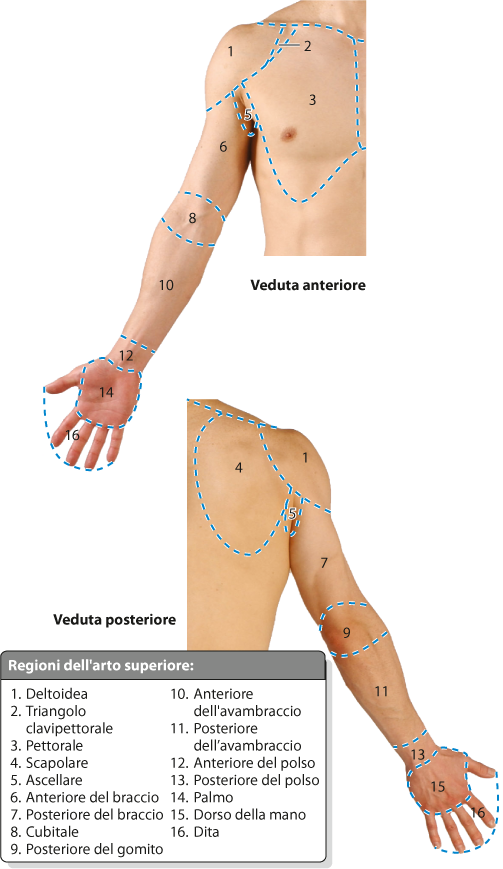 1
2
3
5
6
8
10
Veduta anteriore
12
14
16
4
1
5
7
Veduta posteriore
9
11
13
15
16
Regioni dell'arto superiore:
1. Deltoidea
2. Triangolo
clavipettorale
3. Pettorale
4. Scapolare
5. Ascellare
6. Anteriore del braccio
7. Posteriore del braccio
8. Cubitale
9. Posteriore del gomito
10. Anteriore
dell'avambraccio
11. Posteriore
dell’avambraccio
12. Anteriore del polso
13. Posteriore del polso
14. Palmo
15. Dorso della mano
16. Dita